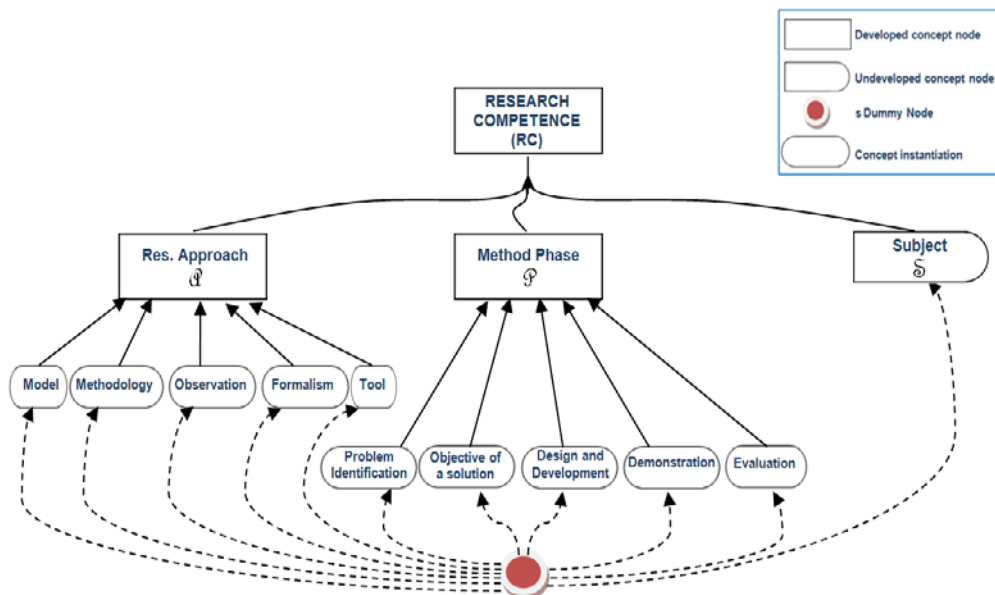 Developed concept node
Undeveloped concept node
s Dummy Node
Concept instantiation
RESEARCH
COMPETENCE
(RC)
Res. Approach
𝒜
Method Phase
𝒫
Subject
𝒮
Model
Methodology
Observation
Formalism
Tool
Problem
Identification
Objective of
a solution
Design and
Development
Demonstration
Evaluation